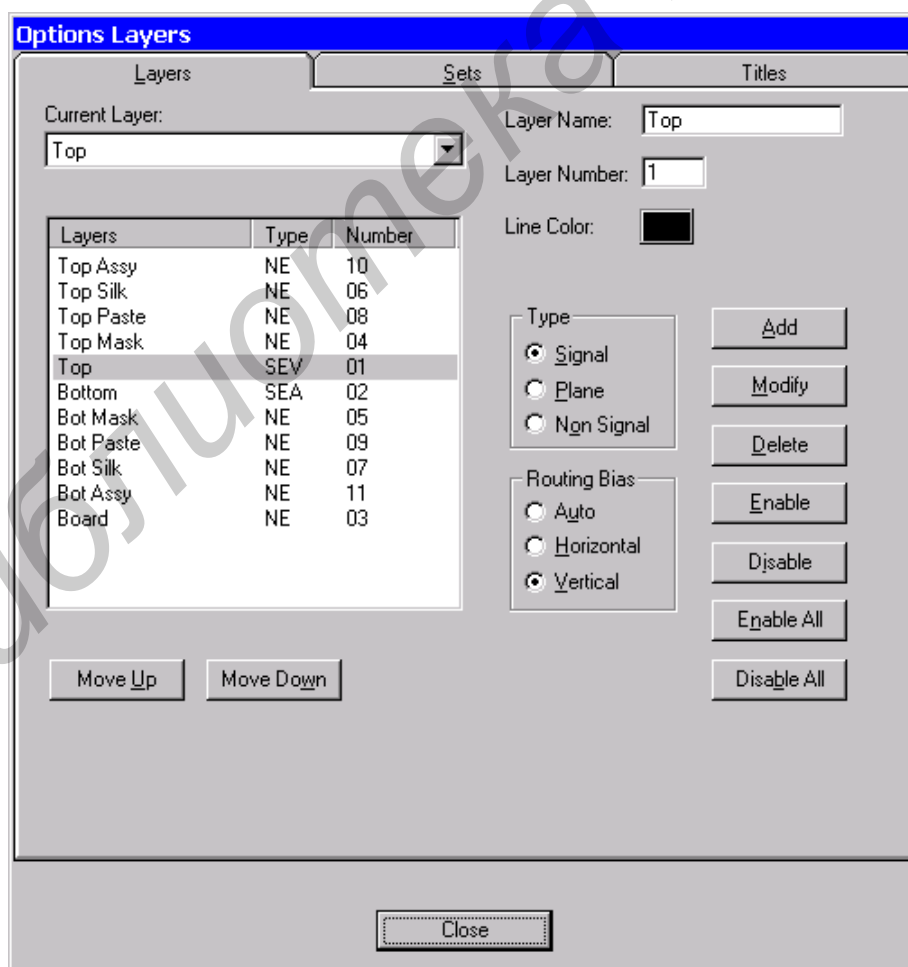 Options Layers
Layers
Sets
Titles
Current Layer:
Top
Layer Name: Top
Layer Number: 1
Line Color:
Layers Type Number
Top Assy NE 10
Top Silk NE 06
Top Paste NE 08
Top Mask NE 04
Top SEV 01
Bottom SEA 02
Bot Mask NE 05
Bot Paste NE 09
Bot Silk NE 07
Bot Assy NE 11
Board NE 03
Type
Signal
Plane
Non Signal
Routing Bias
Auto
Horizontal
Vertical
Add
Modify
Delete
Enable
Disable
Enable All
Disable All
Move Up
Move Down
Close